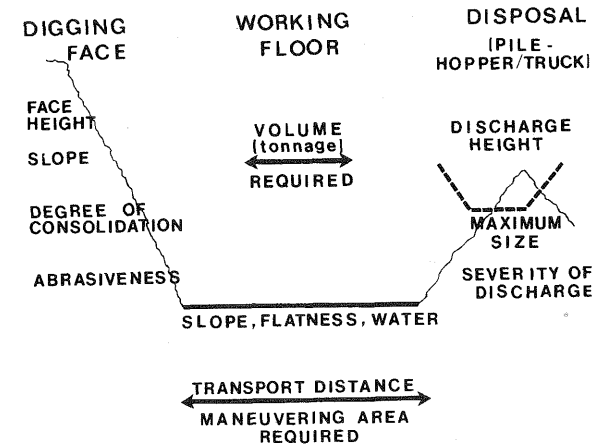 DIGGING
FACE
WORKING
FLOOR
DISPOSAL
(PILE-
HOPPER/TRUCK)
FACE
HEIGHT
SLOPE
DEGREE OF
CONSOLIDATION
ABRASIVENESS
VOLUME
(tonnage)
REQUIRED
DISCHARGE
HEIGHT
MAXIMUM
SIZE
SEVERITY OF
DISCHARGE
SLOPE, FLATNESS, WATER
TRANSPORT DISTANCE
MANEUVERING AREA
REQUIRED